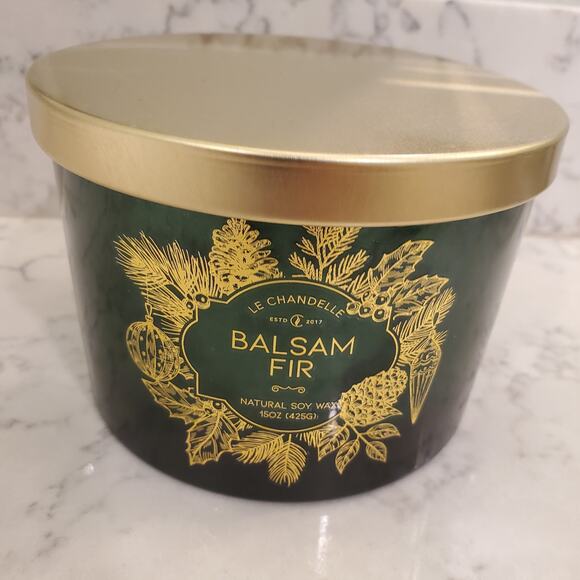 LE CHANDELLE
ESTD 2017
BALSAM
FIR
NATURAL SOY WAX
15OZ (425G)